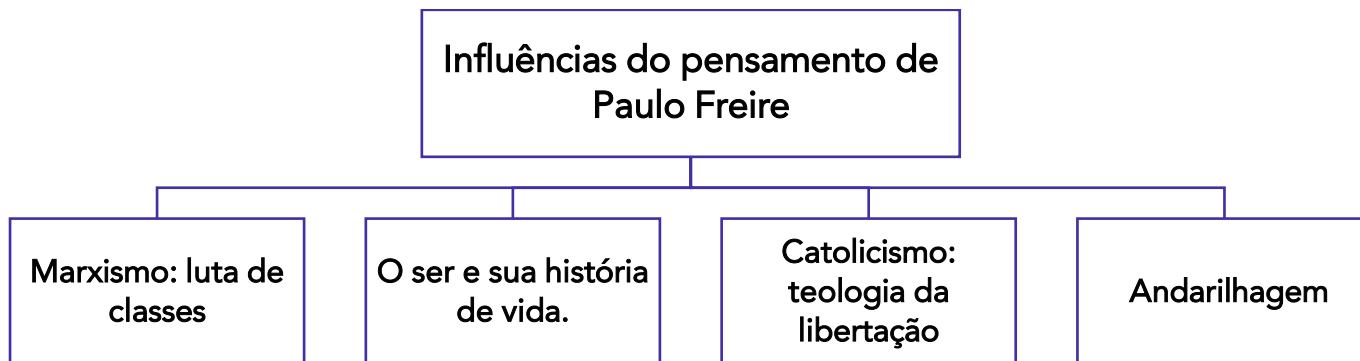 Influências do pensamento de
Paulo Freire
Marxismo: luta de
classes
O ser e sua história
de vida.
Catolicismo:
teologia da
libertação
Andarilhagem